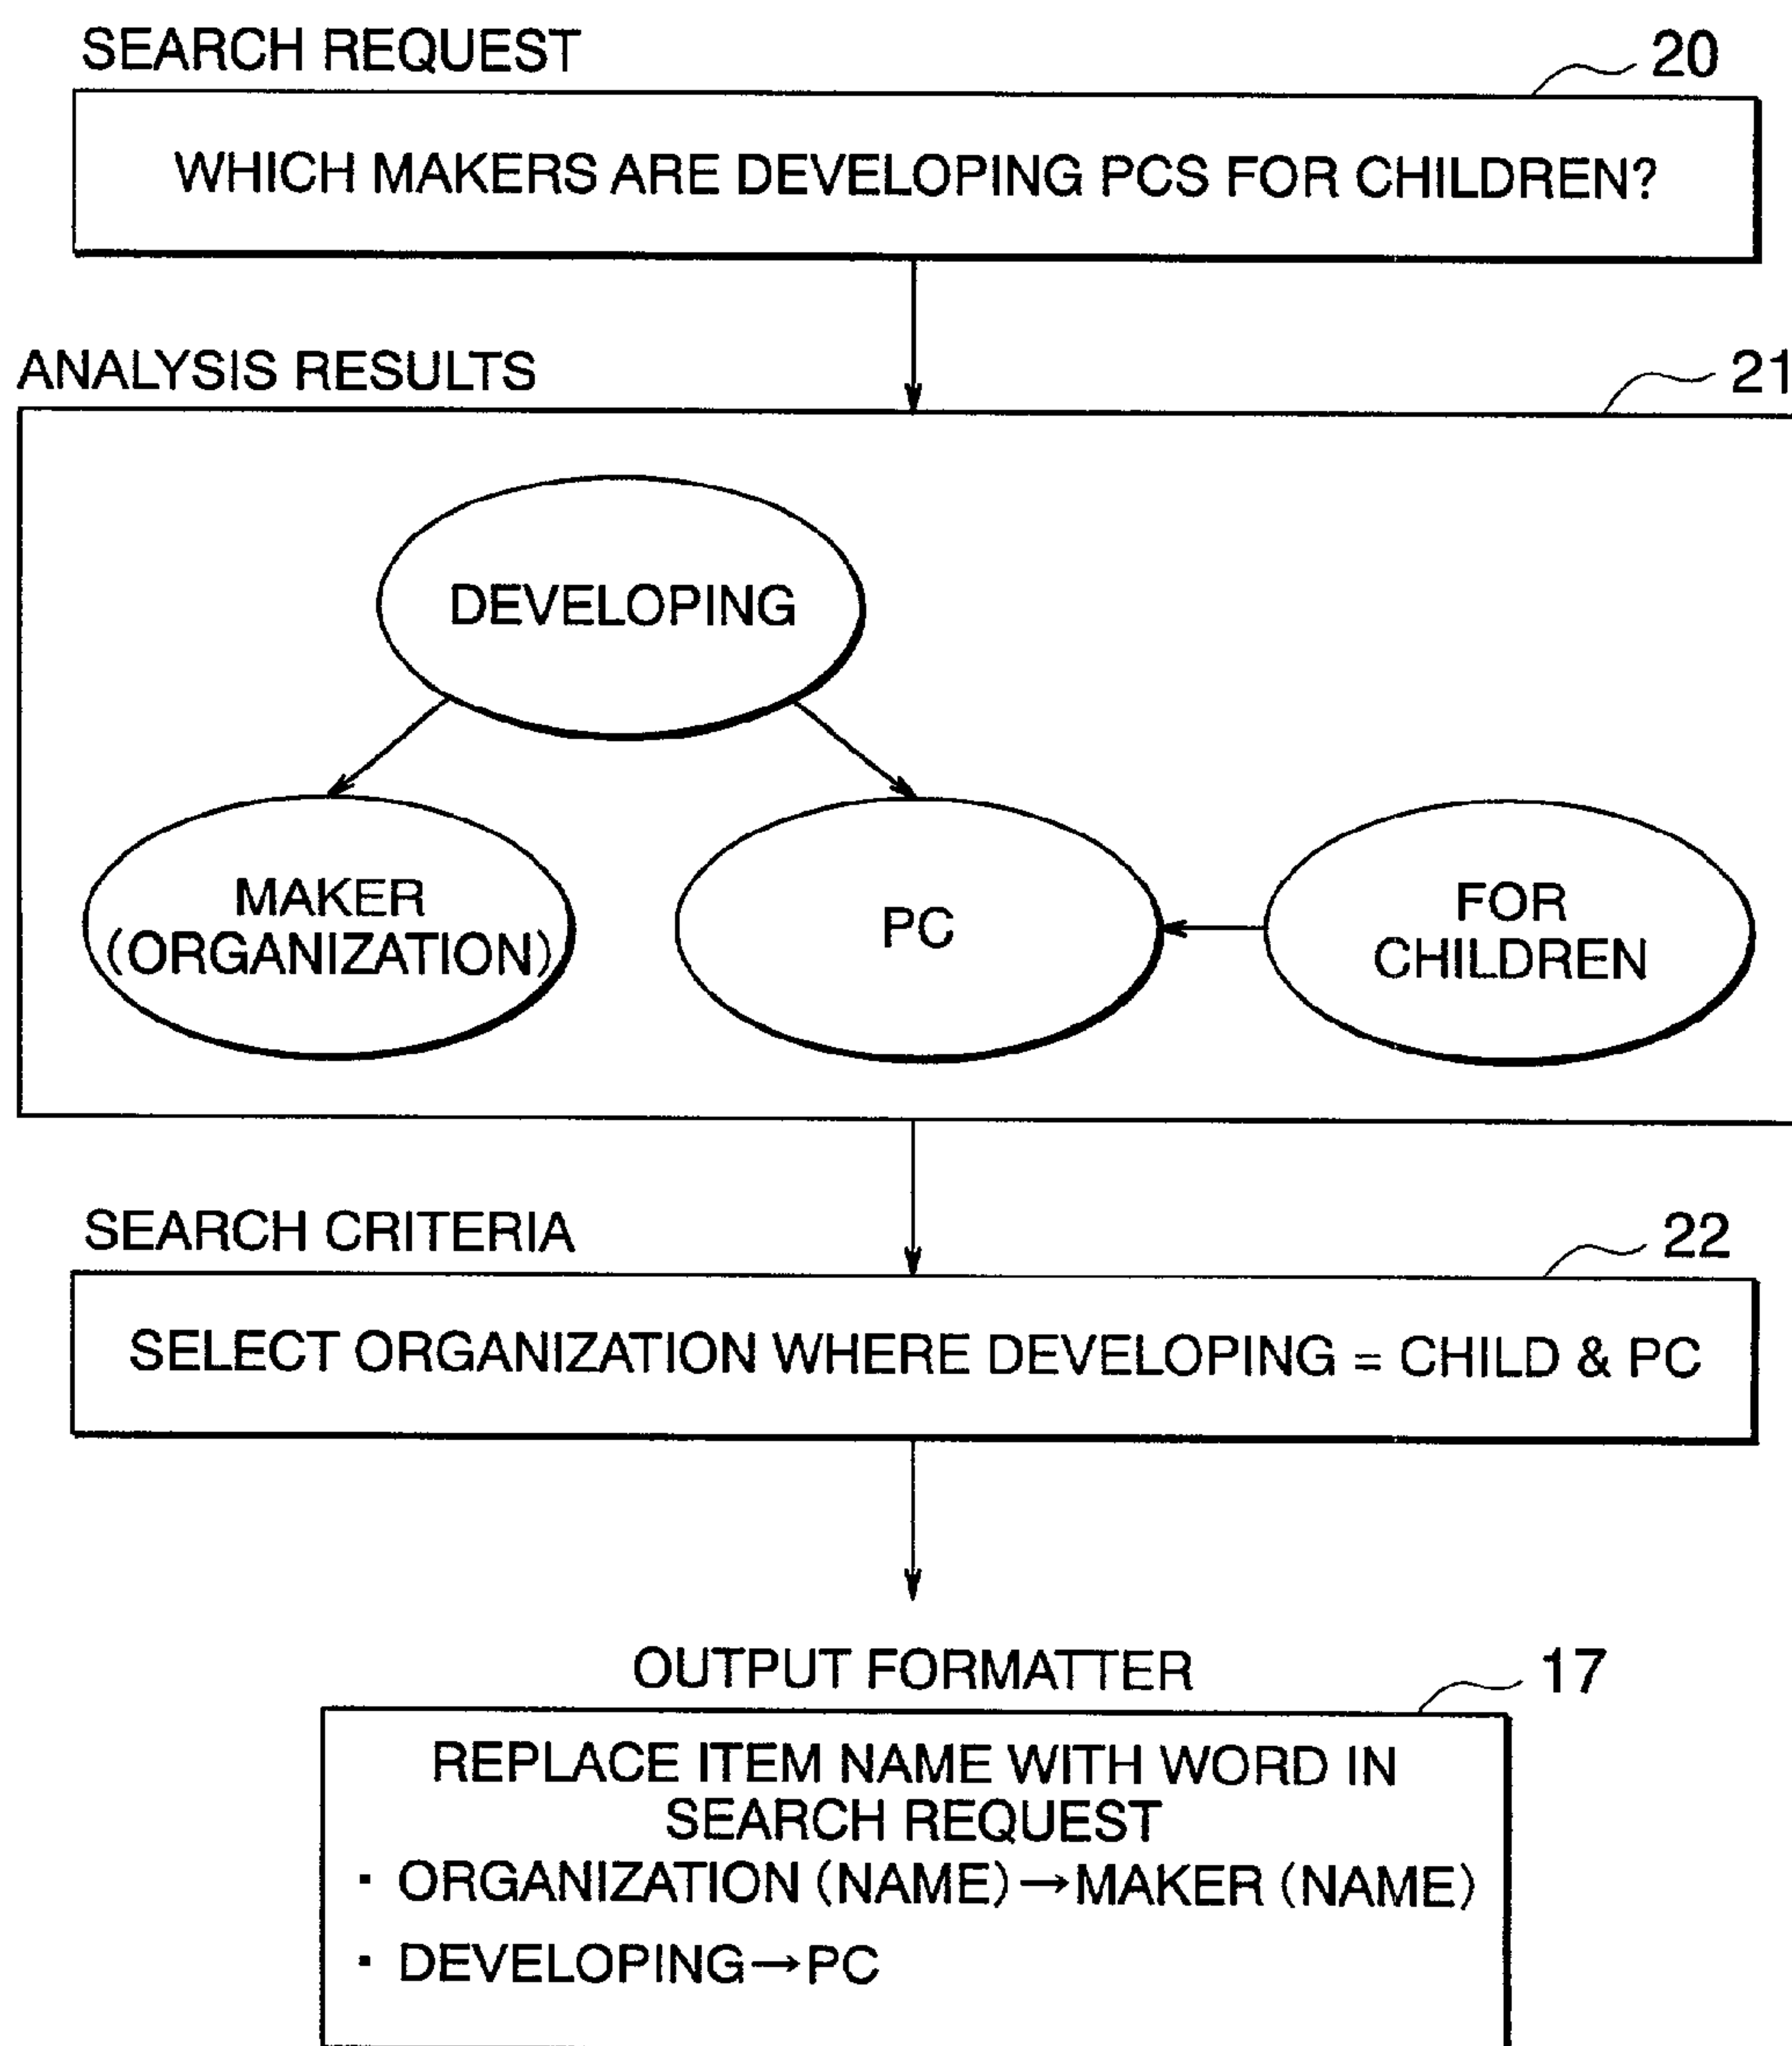 SEARCH REQUEST
20
WHICH MAKERS ARE DEVELOPING PCS FOR CHILDREN?
ANALYSIS RESULTS
21
DEVELOPING
MAKER
(ORGANIZATION)
PC
FOR
CHILDREN
SEARCH CRITERIA
22
SELECT ORGANIZATION WHERE DEVELOPING = CHILD & PC
OUTPUT FORMATTER
17
REPLACE ITEM NAME WITH WORD IN
SEARCH REQUEST
· ORGANIZATION (NAME)→MAKER (NAME)
· DEVELOPING→PC